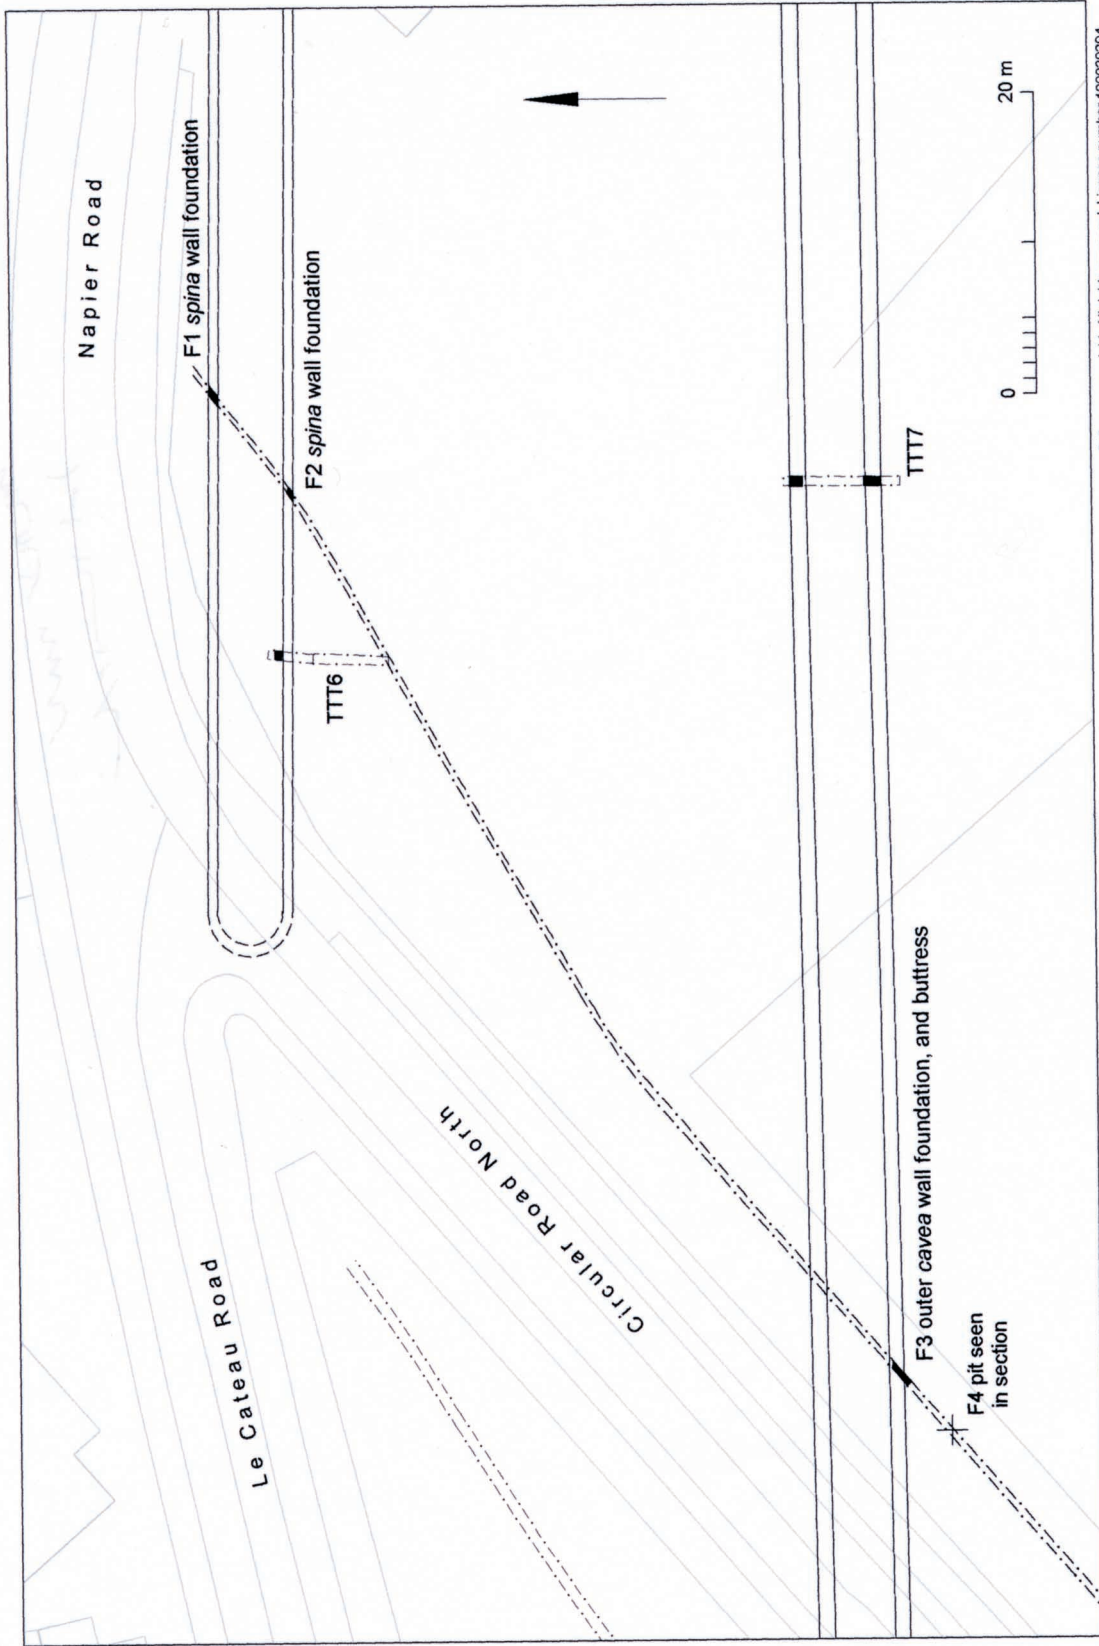 Napier Road
F1 spina wall foundation
F2 spina wall foundation
TTT6
TTT7
0
20 m
Le Cateau Road
Circular Road North
F3 outer cavea wall foundation, and buttress
F4 pit seen
in section